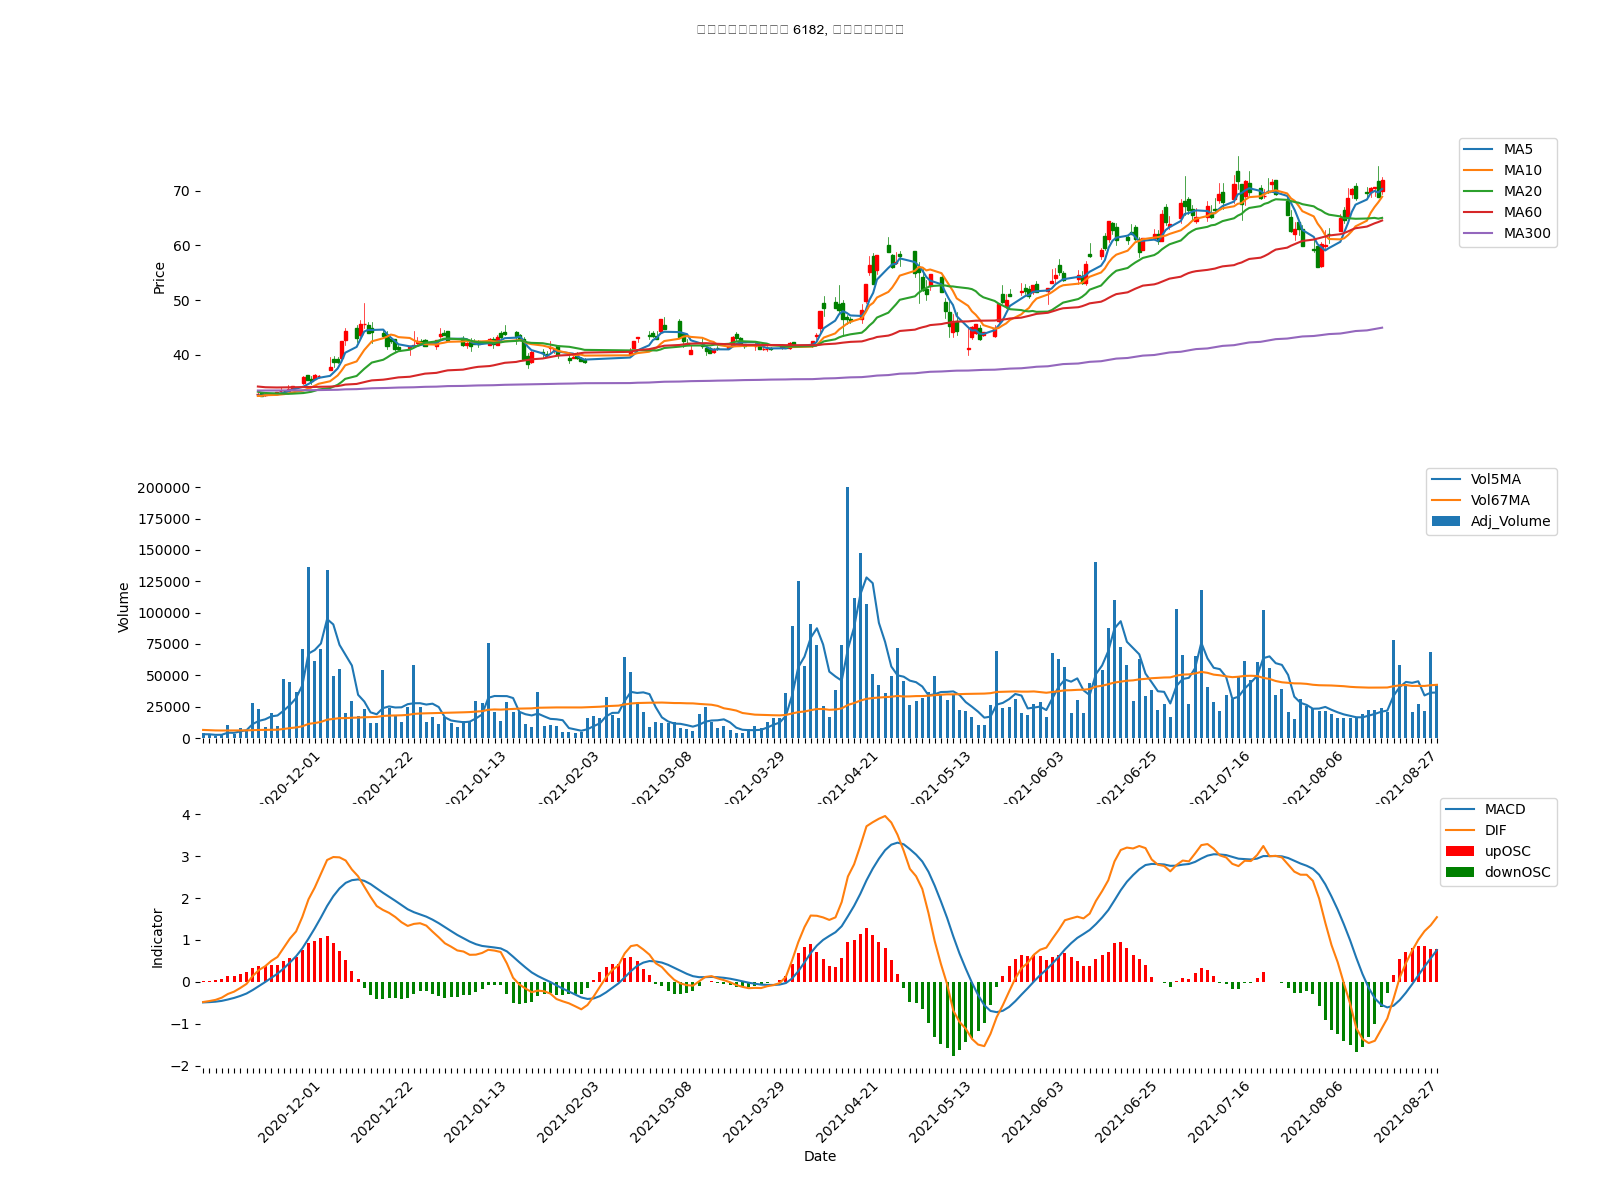 6182,
MA5
MA10
MA20
MA60
MA300
Price
70
60
50
40
Vol5MA
Vol67MA
Adj_Volume
Volume
200000
175000
150000
125000
100000
75000
50000
25000
0
2020-12-01 2020-12-22 2021-01-13 2021-02-03 2021-03-08 2021-03-29 2021-04-21 2021-05-13 2021-06-03 2021-06-25 2021-07-16 2021-08-06 2021-08-27
MACD
DIF
upOSC
downOSC
Indicator
4
3
2
1
0
−1
−2
2020-12-01 2020-12-22 2021-01-13 2021-02-03 2021-03-08 2021-03-29 2021-04-21 2021-05-13 2021-06-03 2021-06-25 2021-07-16 2021-08-06 2021-08-27
Date